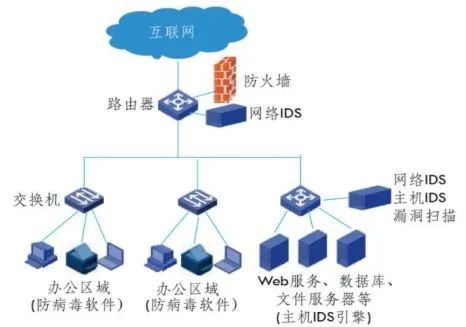 互联网
防火墙
路由器
网络IDS
交换机
网络IDS
主机IDS
漏洞扫描
办公区域
(防病毒软件)
办公区域
(防病毒软件)
Web服务、数据库、
文件服务器等
(主机IDS引擎)